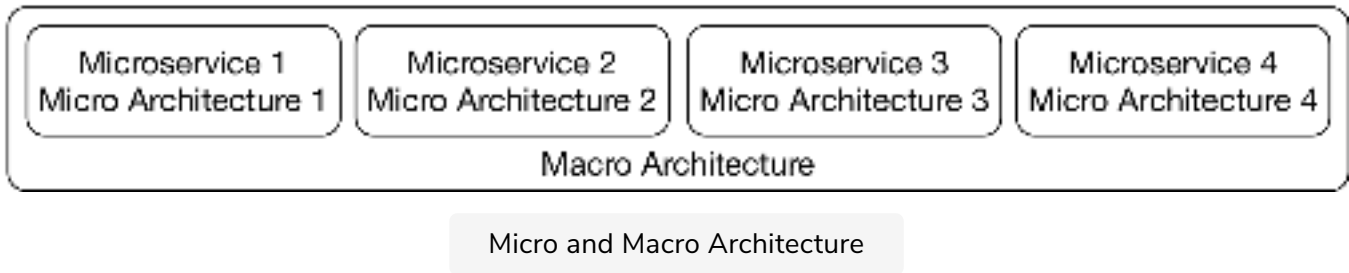 Microservice 1
Micro Architecture 1
Microservice 2
Micro Architecture 2
Microservice 3
Micro Architecture 3
Microservice 4
Micro Architecture 4
Macro Architecture
Micro and Macro Architecture